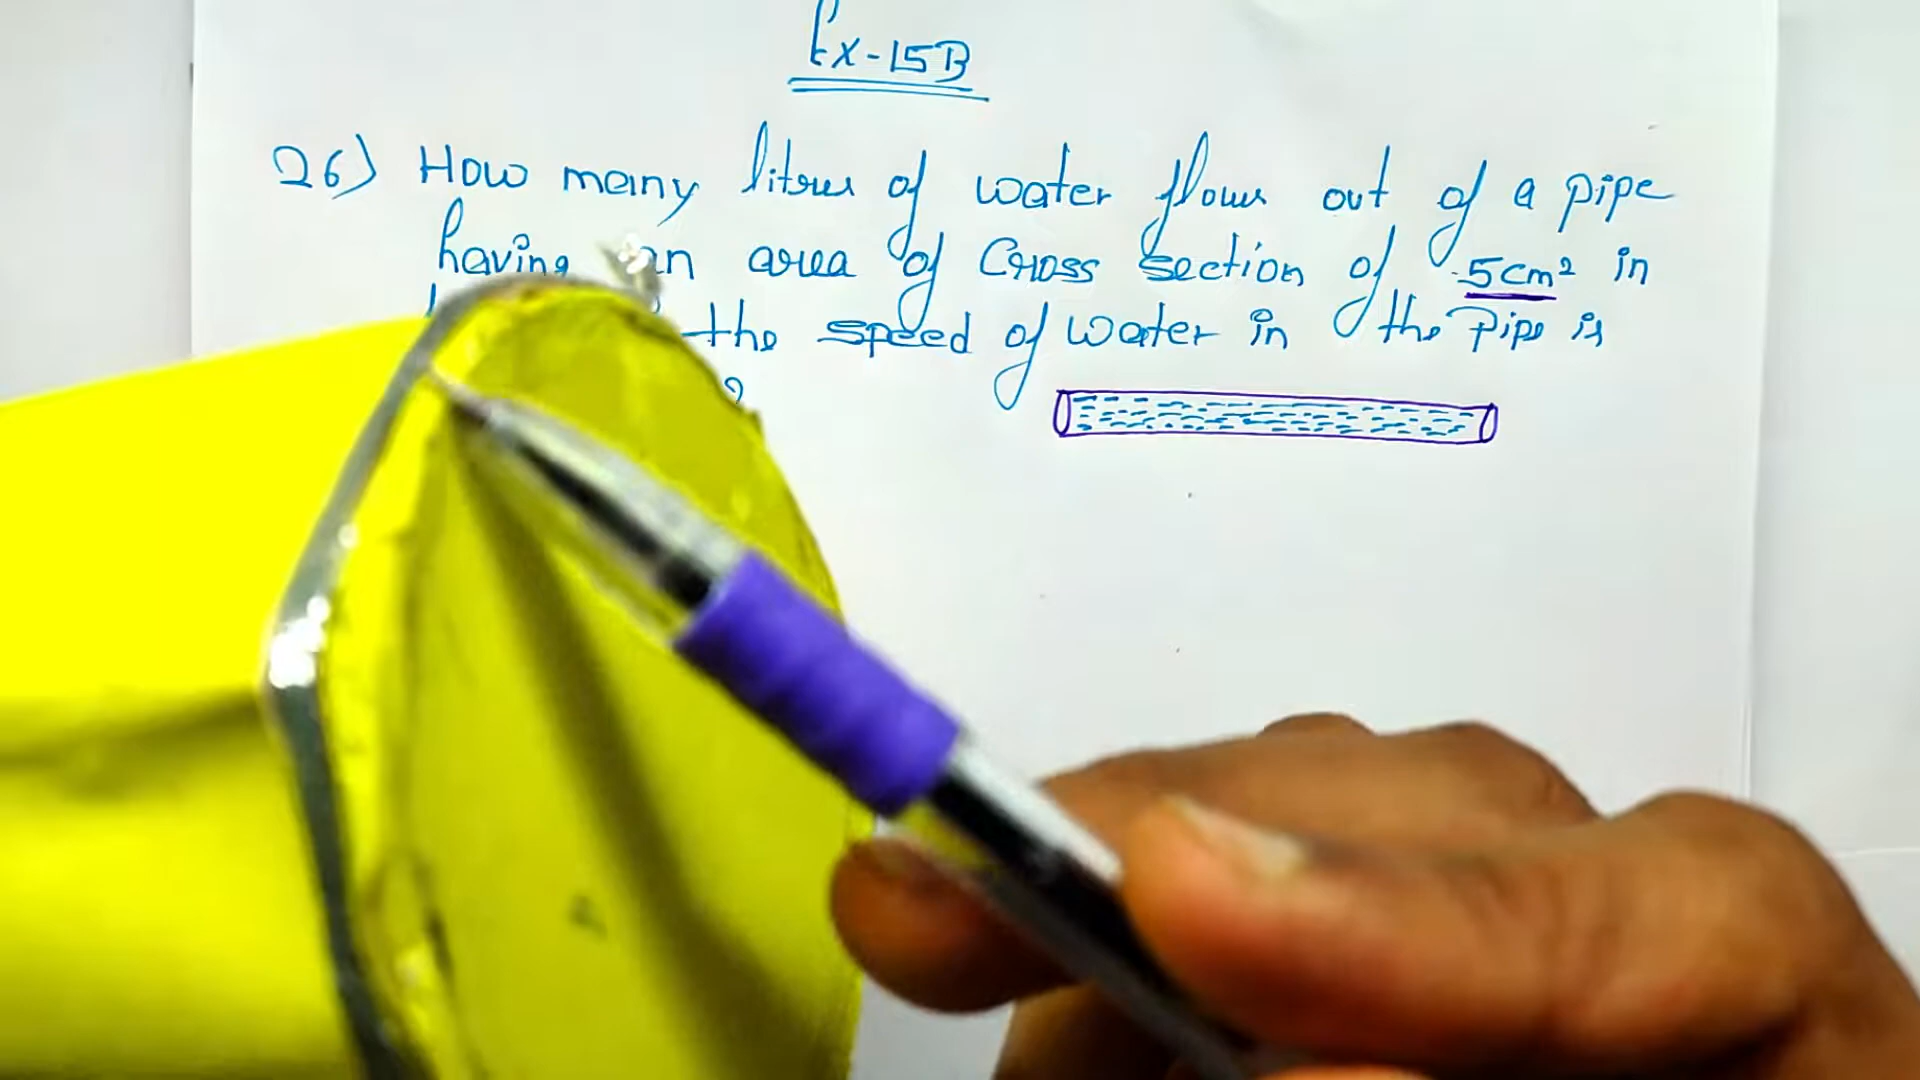 Ex-15B
26) How many litres of water flows out of a pipe
having an area of Cross section of 5cm² in
the speed of water in the Pipe is
?